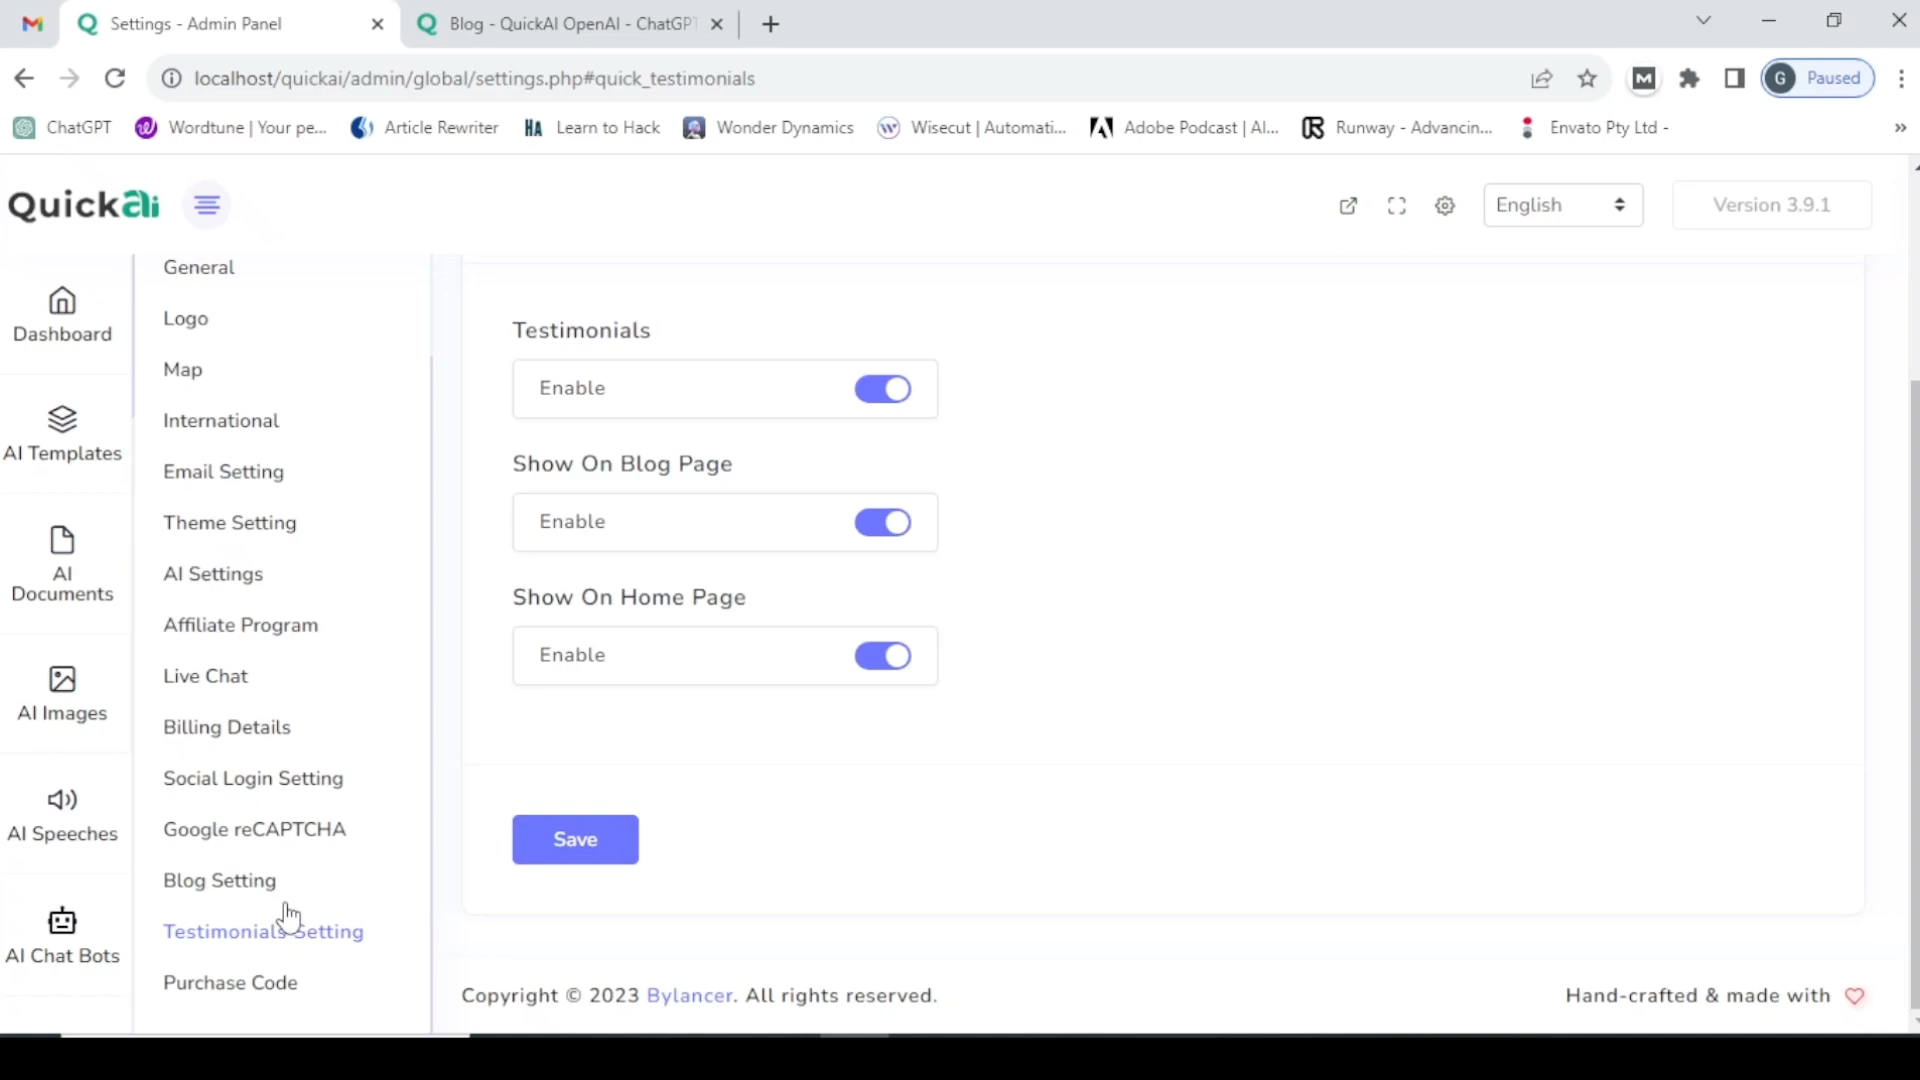 Settings - Admin Panel
Blog - QuickAI OpenAI - ChatGPT
localhost/quickai/admin/global/settings.php#quick_testimonials
G Paused
ChatGPT
Wordtune | Your pe...
Article Rewriter
HA Learn to Hack
Wonder Dynamics
Wisecut | Automati...
Adobe Podcast | AI...
Runway - Advancin...
Envato Pty Ltd -
QuickAi
English
Version 3.9.1
Dashboard
AI Templates
AI
Documents
AI Images
AI Speeches
AI Chat Bots
General
Logo
Map
International
Email Setting
Theme Setting
AI Settings
Affiliate Program
Live Chat
Billing Details
Social Login Setting
Google reCAPTCHA
Blog Setting
Testimonials Setting
Purchase Code
Testimonials
Enable
Show On Blog Page
Enable
Show On Home Page
Enable
Save
Copyright © 2023 Bylancer. All rights reserved.
Hand-crafted & made with